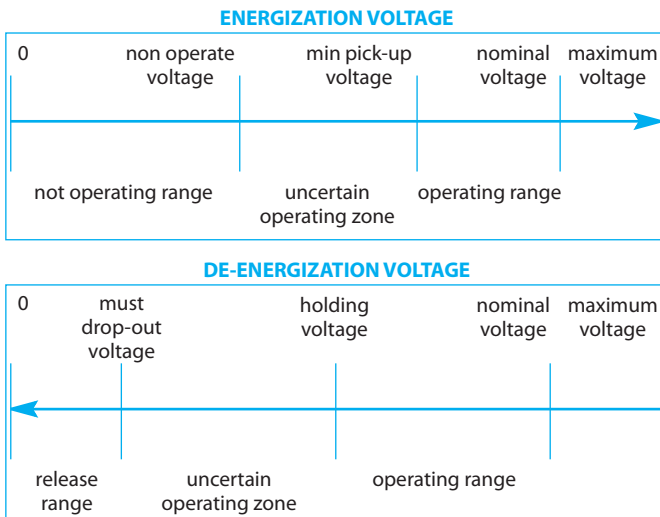 ENERGIZATION VOLTAGE
0 non operate min pick-up nominal maximum
voltage voltage voltage voltage
not operating range uncertain operating range
operating zone
DE-ENERGIZATION VOLTAGE
0 must holding nominal maximum
drop-out voltage voltage voltage
voltage
release uncertain operating range
range operating zone